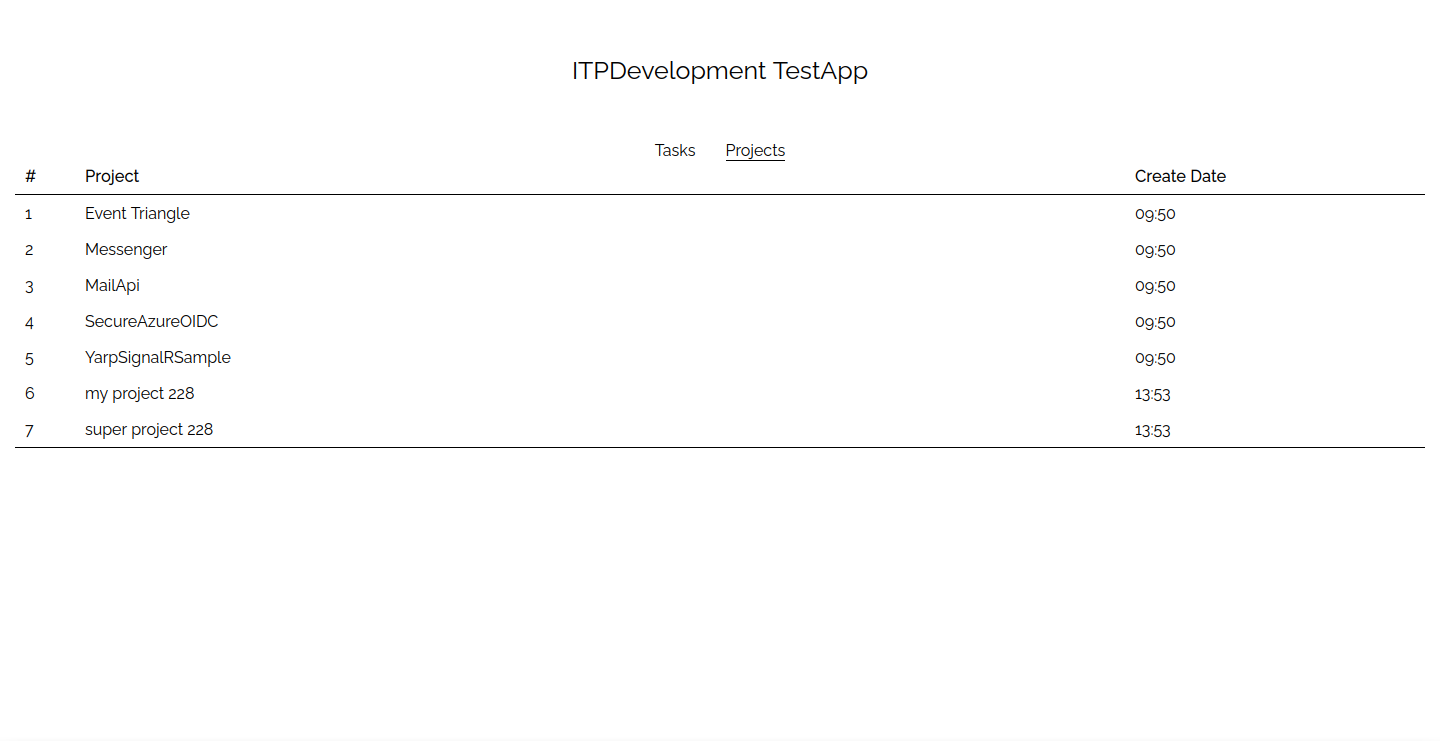 ITPDevelopment TestApp
Tasks Projects
# Project Create Date
1 Event Triangle 09:50
2 Messenger 09:50
3 MailApi 09:50
4 SecureAzureOIDC 09:50
5 YarpSignalRSample 09:50
6 my project 228 13:53
7 super project 228 13:53